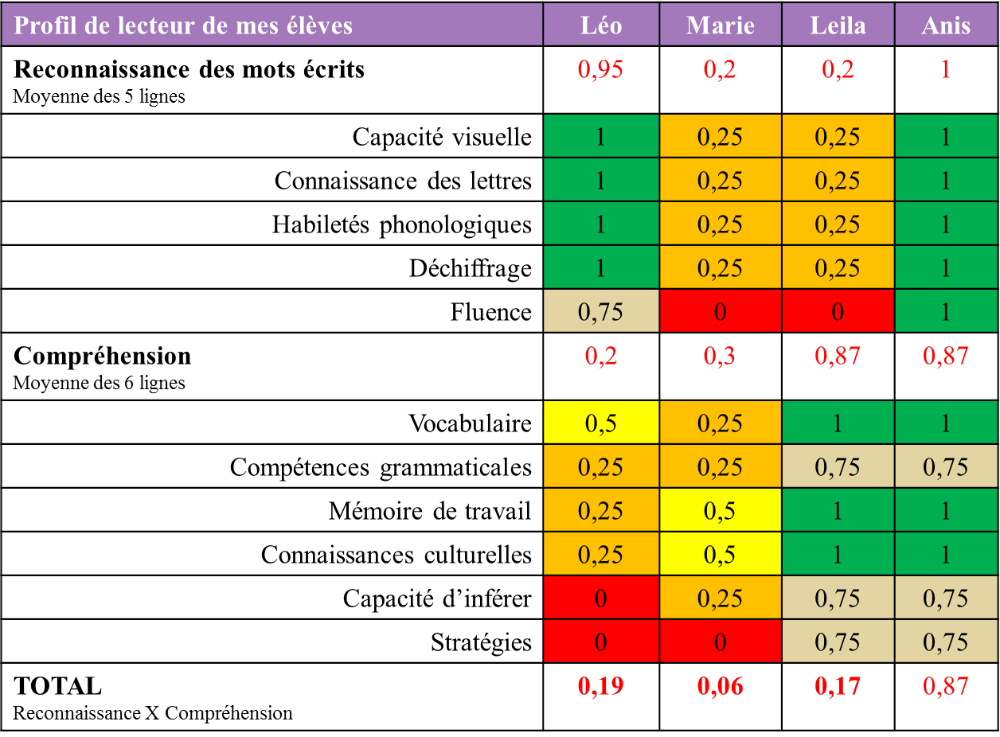 Profil de lecteur de mes élèves Léo Marie Leila Anis
Reconnaissance des mots écrits 0,95 0,2 0,2 1
Moyenne des 5 lignes
Capacité visuelle 1 0,25 0,25 1
Connaissance des lettres 1 0,25 0,25 1
Habiletés phonologiques 1 0,25 0,25 1
Déchiffrage 1 0,25 0,25 1
Fluence 0,75 0 0 1
Compréhension 0,2 0,3 0,87 0,87
Moyenne des 6 lignes
Vocabulaire 0,5 0,25 1 1
Compétences grammaticales 0,25 0,25 0,75 0,75
Mémoire de travail 0,25 0,5 1 1
Connaissances culturelles 0,25 0,5 1 1
Capacité d’inférer 0 0,25 0,75 0,75
Stratégies 0 0 0,75 0,75
TOTAL 0,19 0,06 0,17 0,87
Reconnaissance X Compréhension